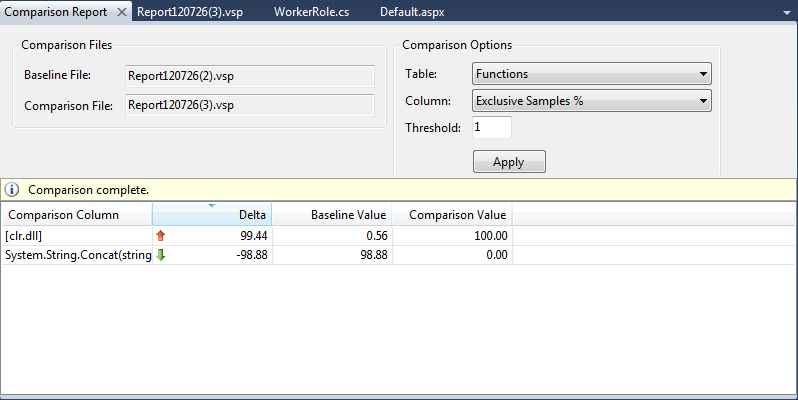 Comparison Report Report120726(3).vsp WorkerRole.cs Default.aspx
Comparison Files
Baseline File: Report120726(2).vsp
Comparison File: Report120726(3).vsp
Comparison Options
Table: Functions
Column: Exclusive Samples %
Threshold: 1
Apply
Comparison complete.
Comparison Column Delta Baseline Value Comparison Value
[clr.dll] 99.44 0.56 100.00
System.String.Concat(string -98.88 98.88 0.00